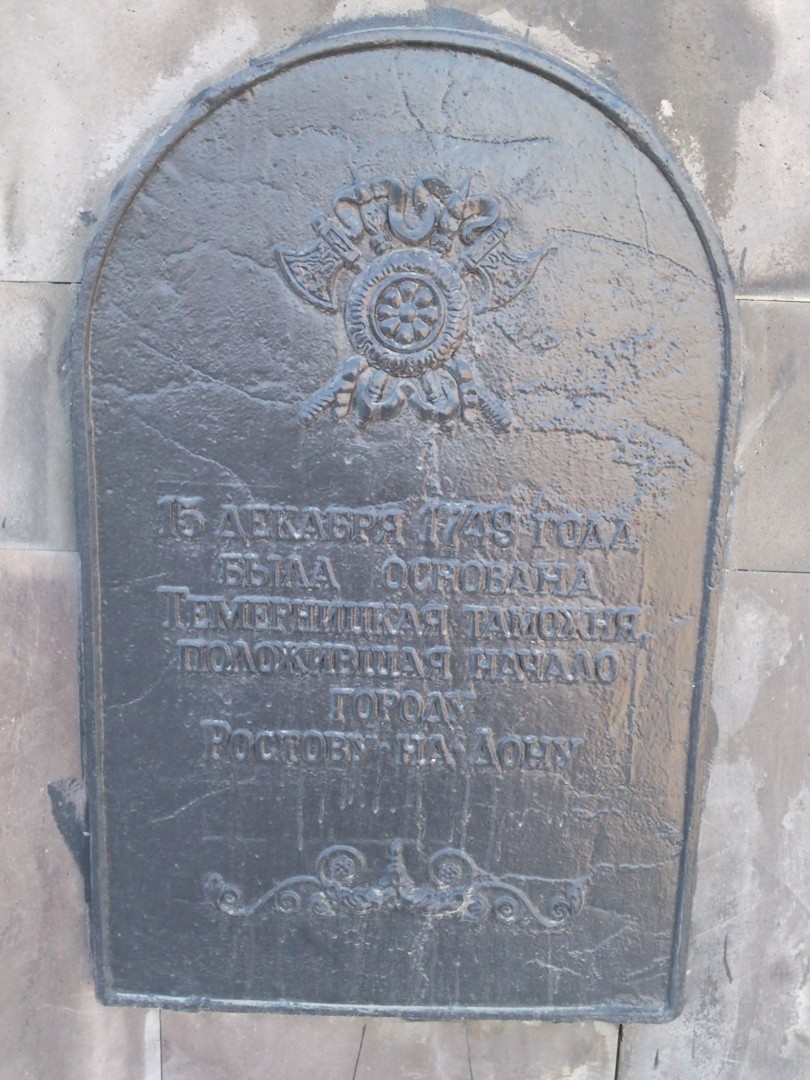 15 ДЕКАБРЯ 1749 ГОДА
БЫЛА ОСНОВАНА
ТЕМЕРНИЦКАЯ ТАМОЖНЯ,
ПОЛОЖИВШАЯ НАЧАЛО
ГОРОДУ
РОСТОВУ-НА-ДОНУ